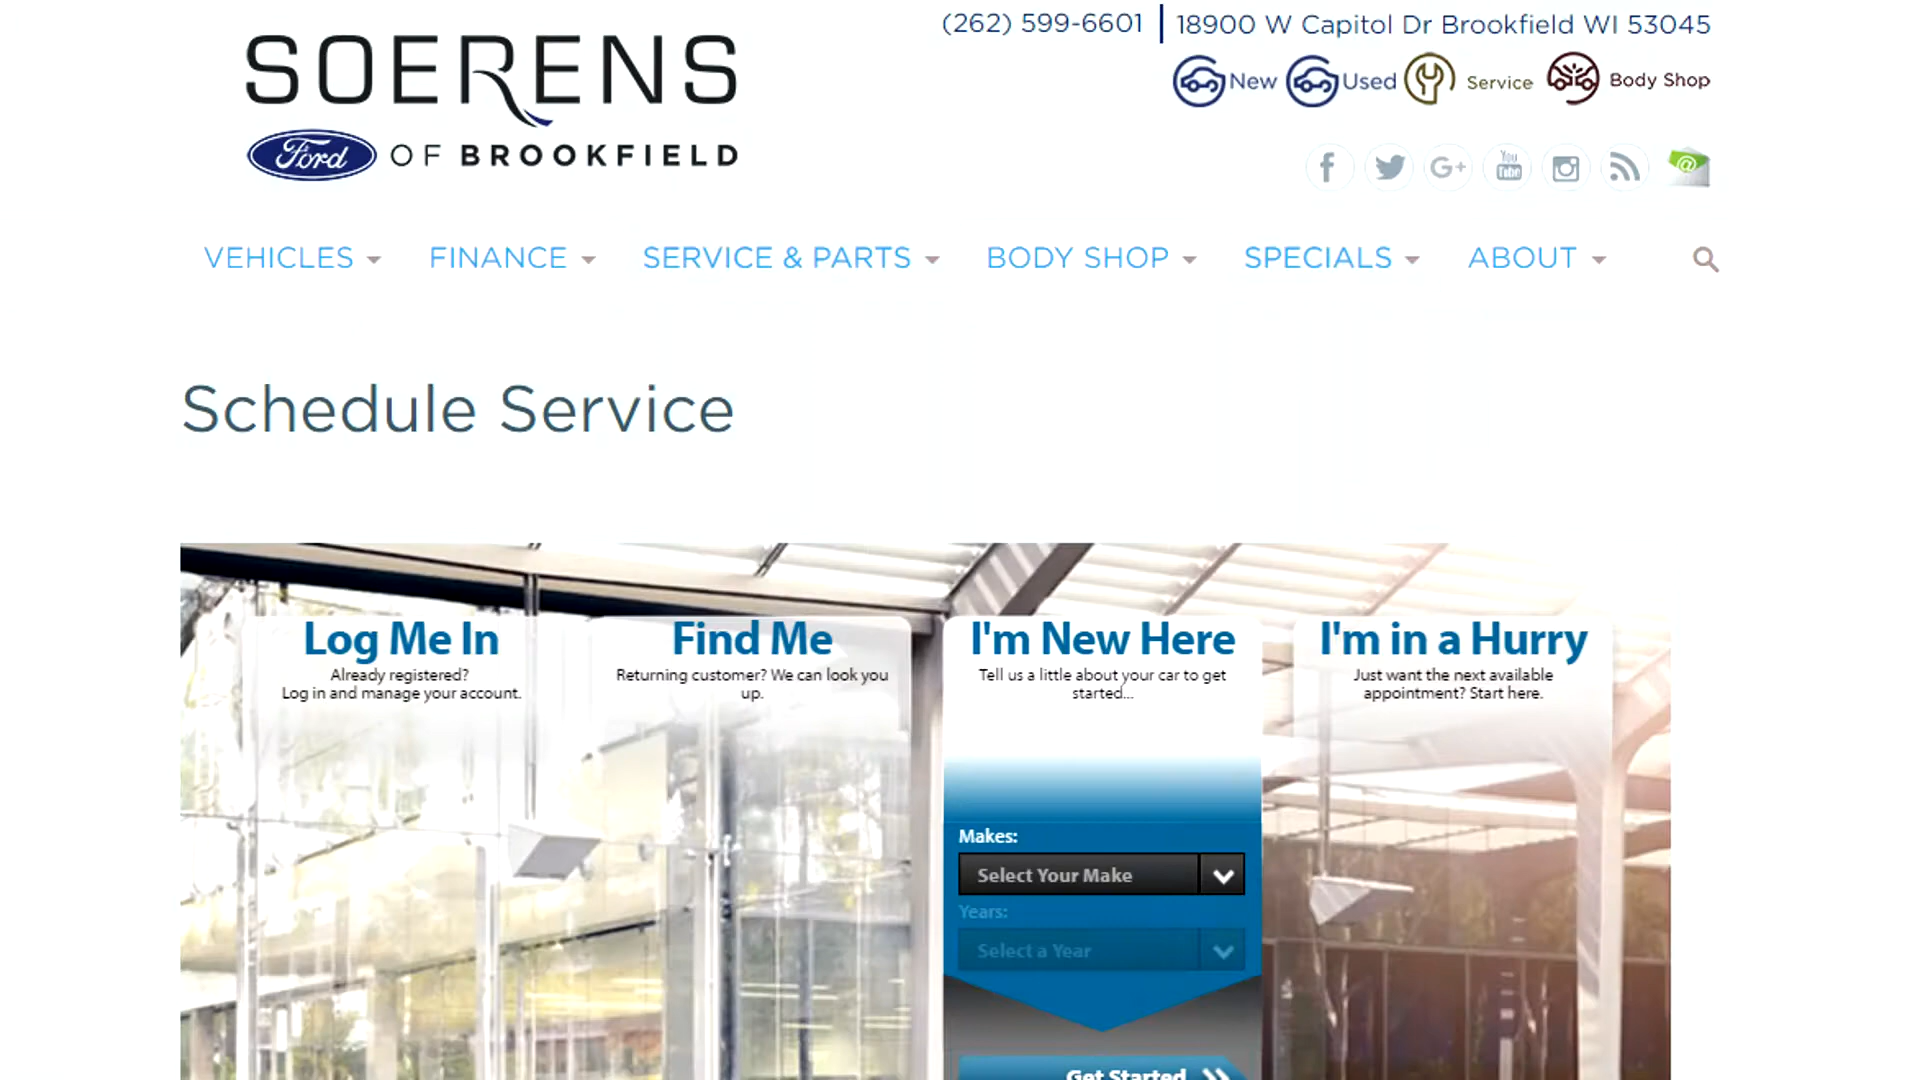 (262) 599-6601 18900 W Capitol Dr Brookfield WI 53045
SOERENS
Ford OF BROOKFIELD
New Used Service Body Shop
f G+ You Tube @
VEHICLES FINANCE SERVICE & PARTS BODY SHOP SPECIALS ABOUT
Schedule Service
Log Me In
Already registered?
Log in and manage your account.
Find Me
Returning customer? We can look you
up.
I'm New Here
Tell us a little about your car to get
started...
Makes:
Select Your Make
Years:
Select a Year
Get Started
I'm in a Hurry
Just want the next available
appointment? Start here.